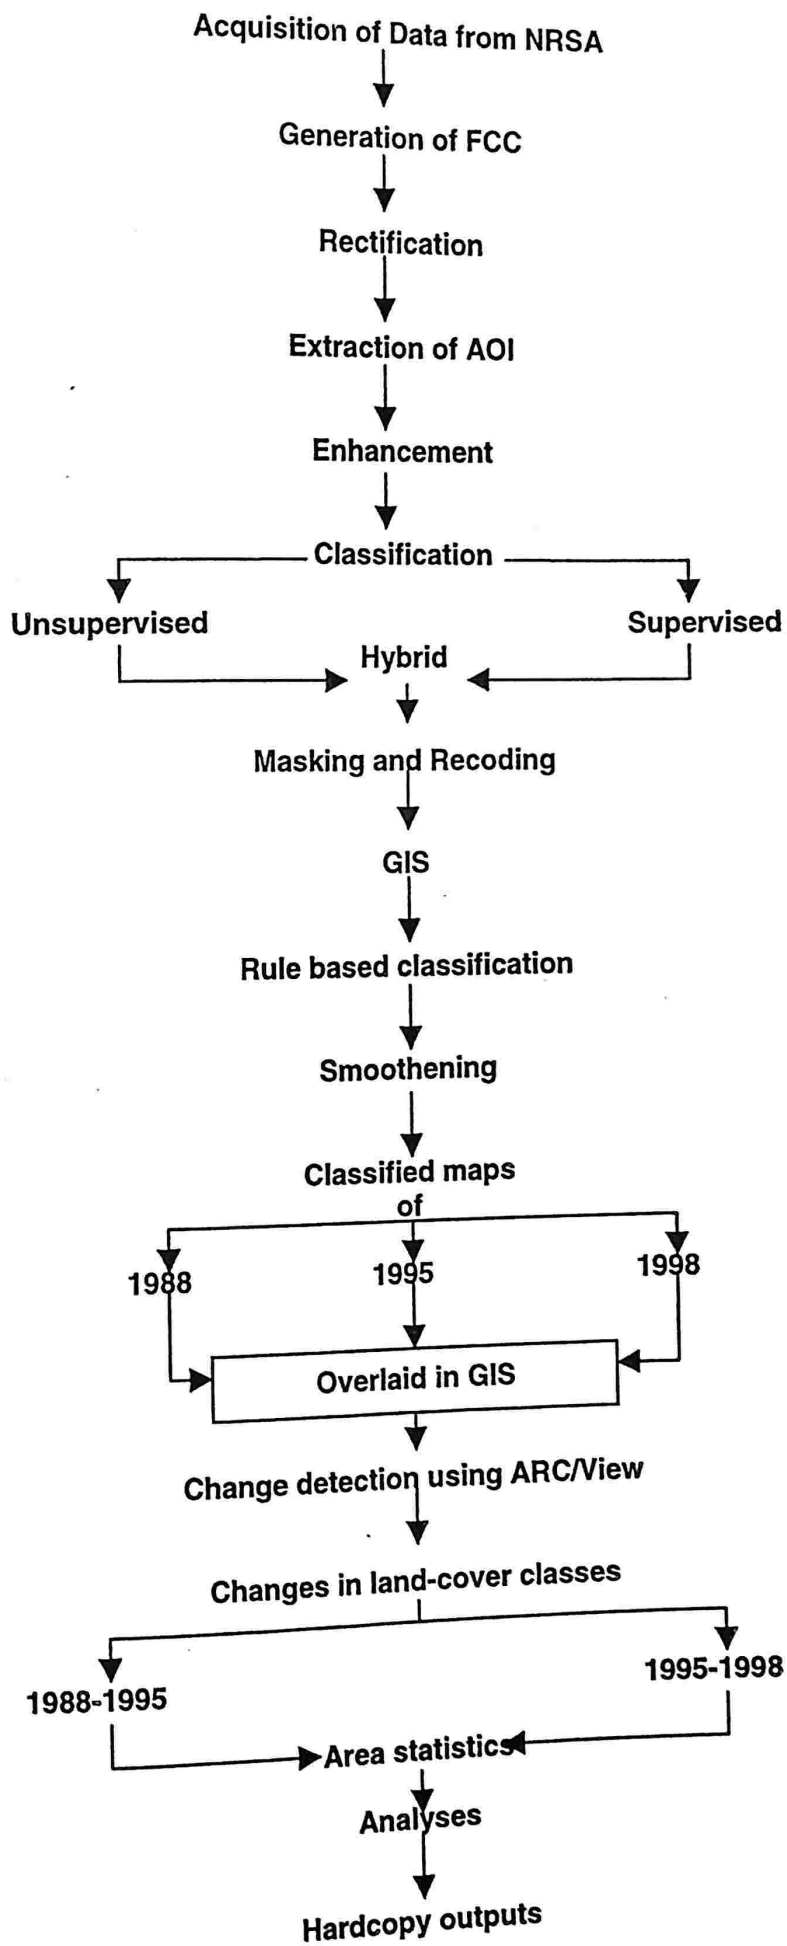 Acquisition of Data from NRSA
Generation of FCC
Rectification
Extraction of AOI
Enhancement
Classification
Unsupervised
Supervised
Hybrid
Masking and Recoding
GIS
Rule based classification
Smoothening
Classified maps
of
1988
1995
1998
Overlaid in GIS
Change detection using ARC/View
Changes in land-cover classes
1988-1995
1995-1998
Area statistics
Analyses
Hardcopy outputs